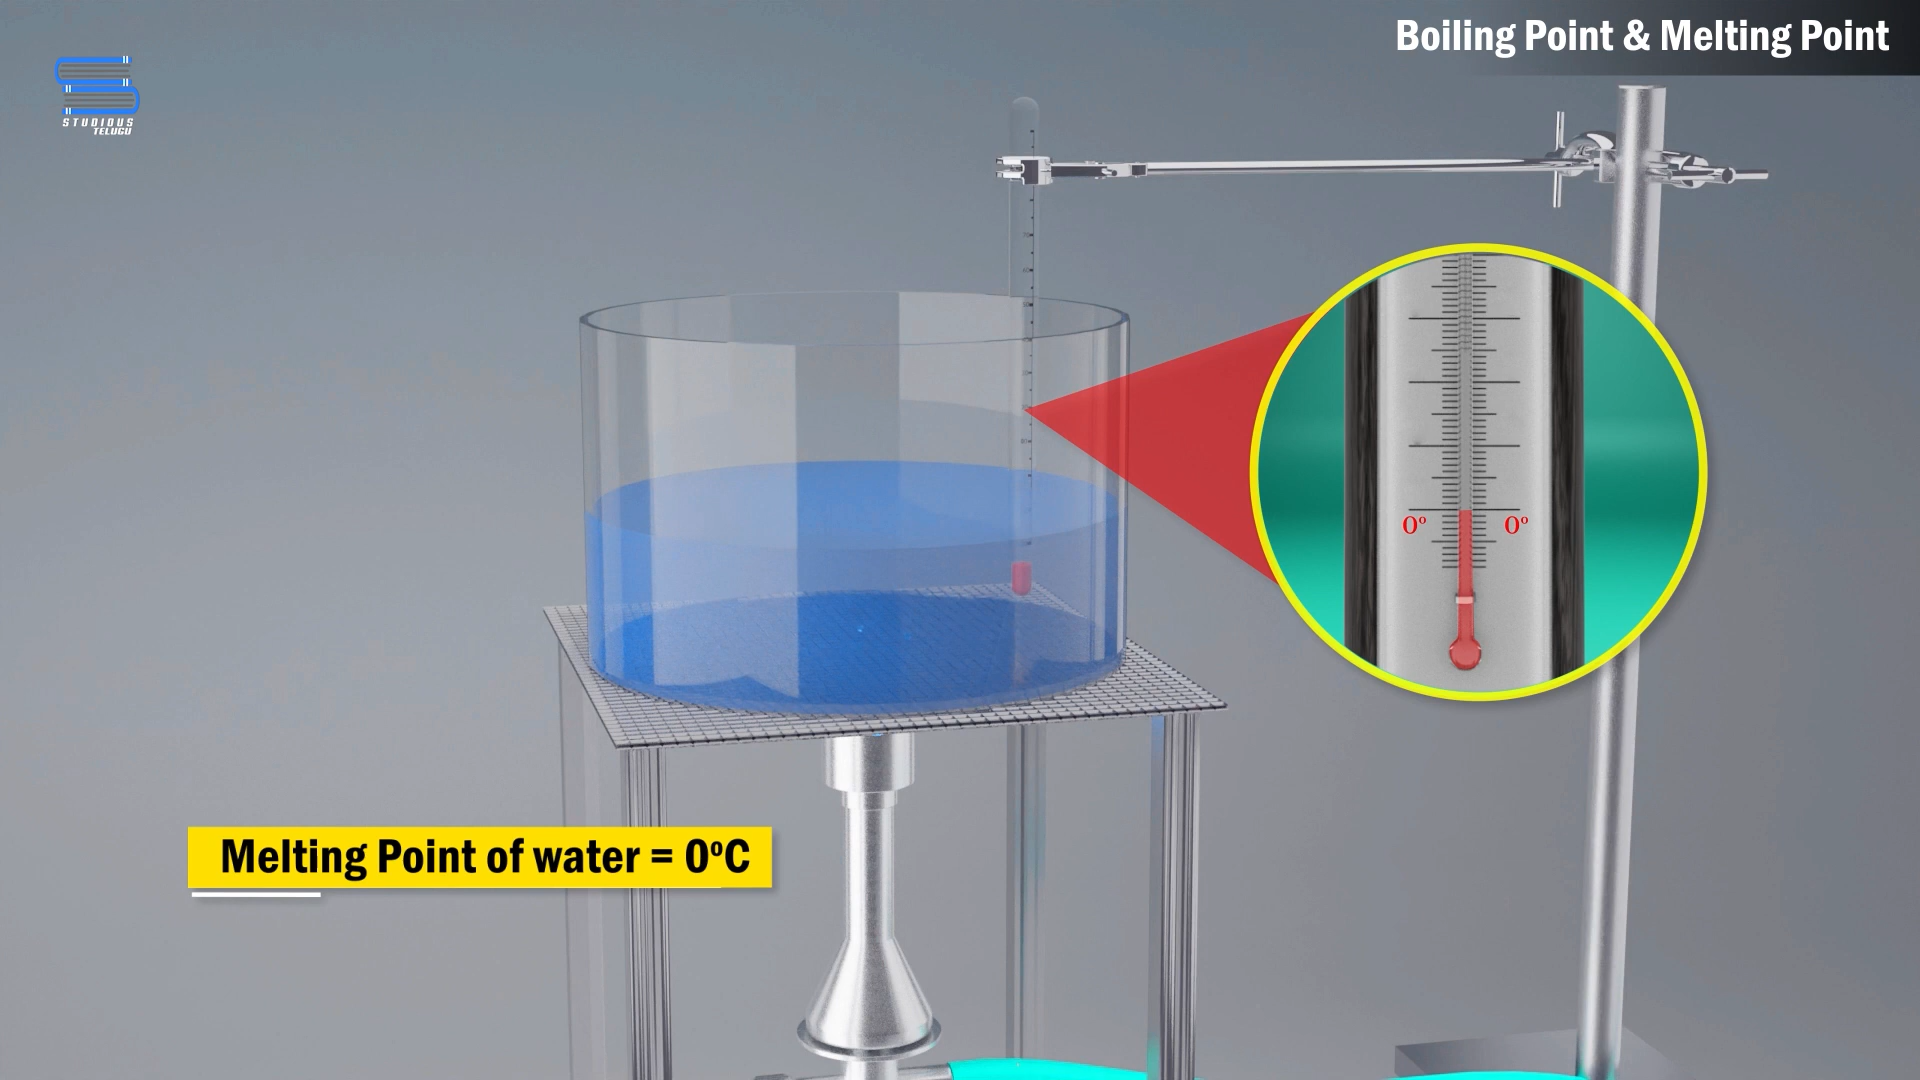 Boiling Point & Melting Point
STUDIOUS
TELUGU
0º 0º
Melting Point of water = 0ºC